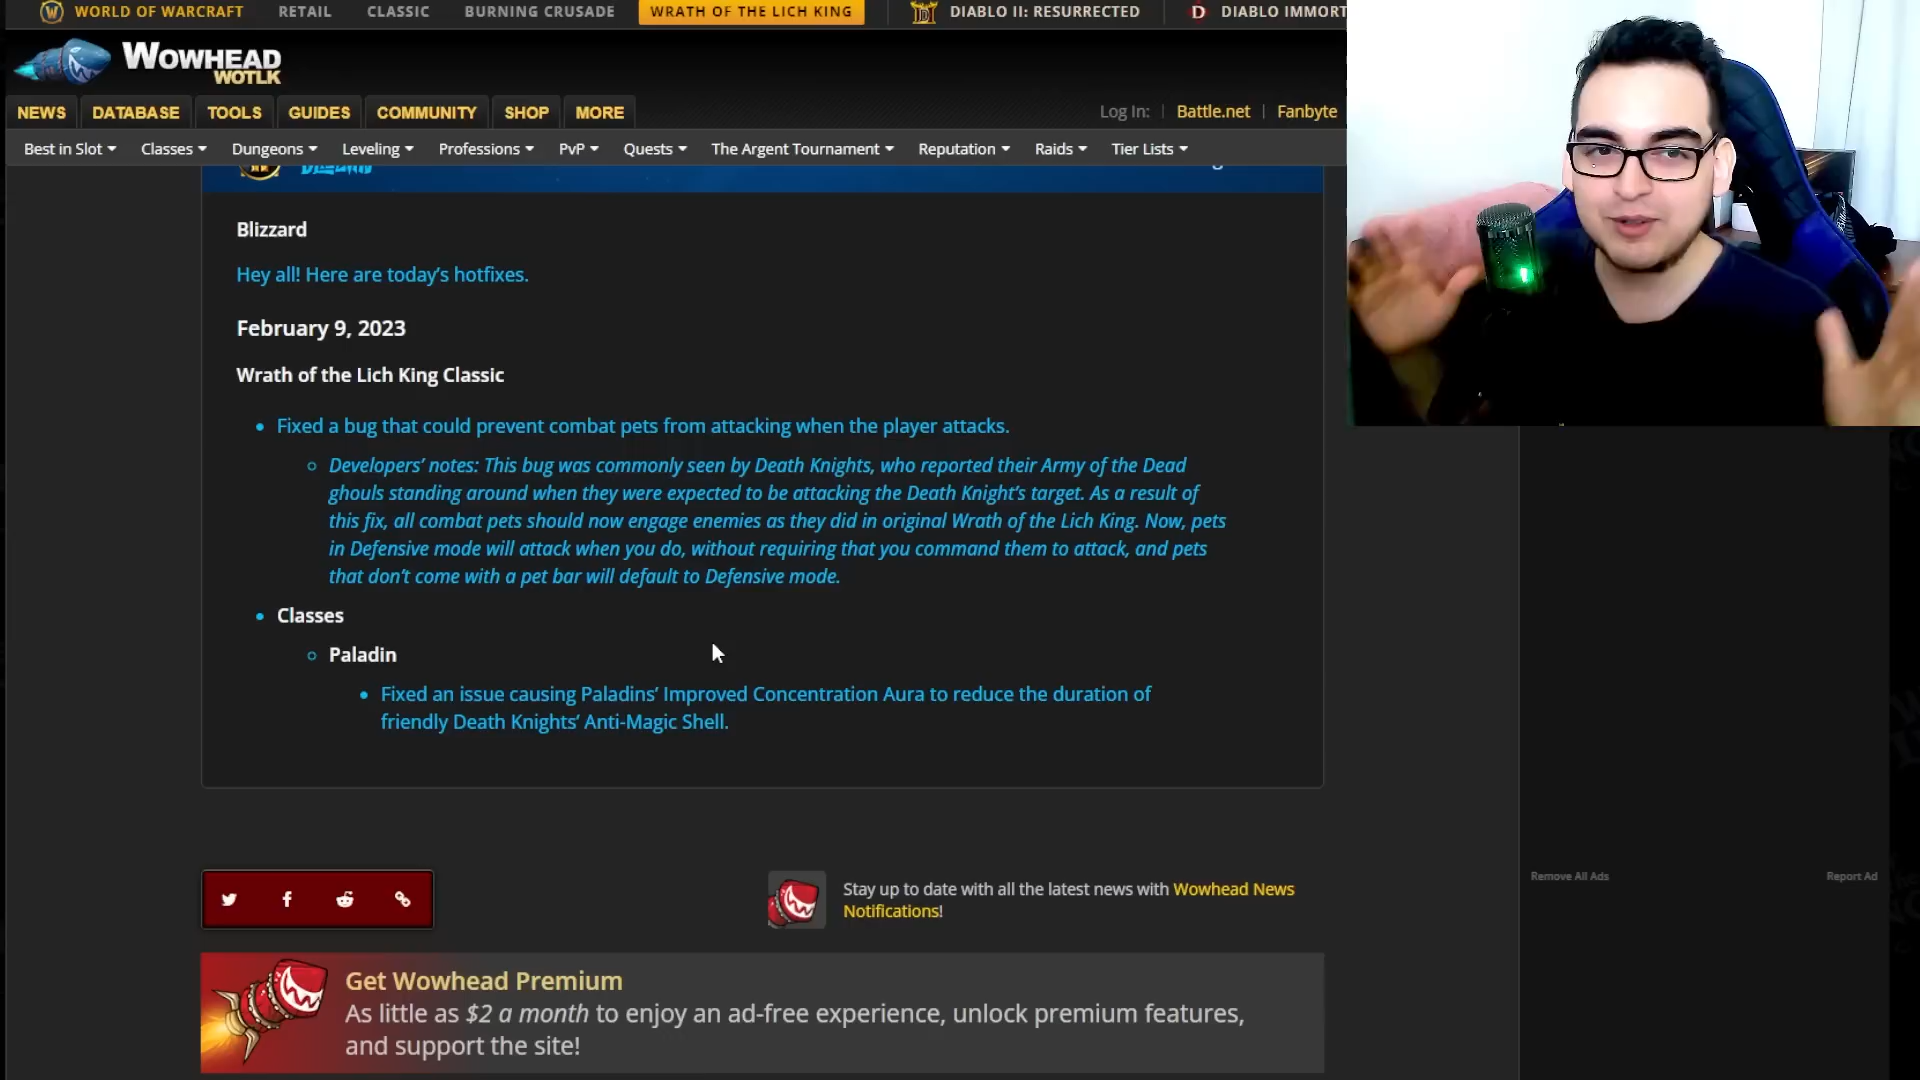 WORLD OF WARCRAFT RETAIL CLASSIC BURNING CRUSADE WRATH OF THE LICH KING DIABLO II: RESURRECTED DIABLO IMMORT
WOWHEAD
WOTLK
NEWS DATABASE TOOLS GUIDES COMMUNITY SHOP MORE Log In: | Battle.net | Fanbyte
Best in Slot Classes Dungeons Leveling Professions PvP Quests The Argent Tournament Reputation Raids Tier Lists
Blizzard
Hey all! Here are today’s hotfixes.
February 9, 2023
Wrath of the Lich King Classic
• Fixed a bug that could prevent combat pets from attacking when the player attacks.
Developers’ notes: This bug was commonly seen by Death Knights, who reported their Army of the Dead
ghouls standing around when they were expected to be attacking the Death Knight’s target. As a result of
this fix, all combat pets should now engage enemies as they did in original Wrath of the Lich King. Now, pets
in Defensive mode will attack when you do, without requiring that you command them to attack, and pets
that don’t come with a pet bar will default to Defensive mode.
• Classes
Paladin
• Fixed an issue causing Paladins’ Improved Concentration Aura to reduce the duration of
friendly Death Knights’ Anti-Magic Shell.
Remove All Ads Report Ad
Stay up to date with all the latest news with Wowhead News
Notifications!
Get Wowhead Premium
As little as $2 a month to enjoy an ad-free experience, unlock premium features,
and support the site!